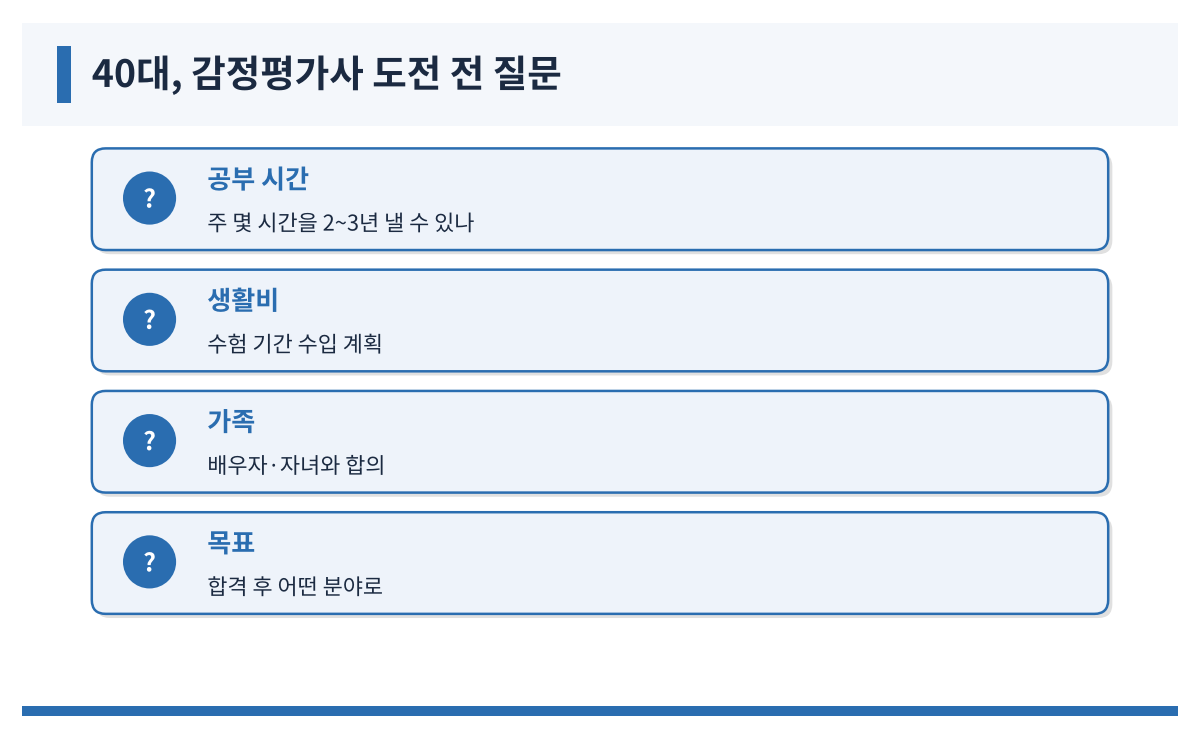 40대, 감정평가사 도전 전 질문
?
공부 시간
주 몇 시간을 2~3년 낼 수 있나
?
생활비
수험 기간 수입 계획
?
가족
배우자·자녀와 합의
?
목표
합격 후 어떤 분야로